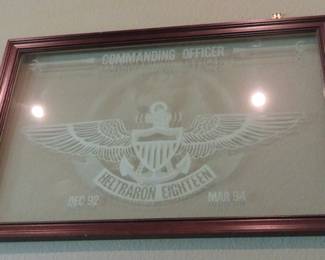 COMMANDING OFFICER
HELTRARON EIGHTEEN
DEC 92 MAR 94